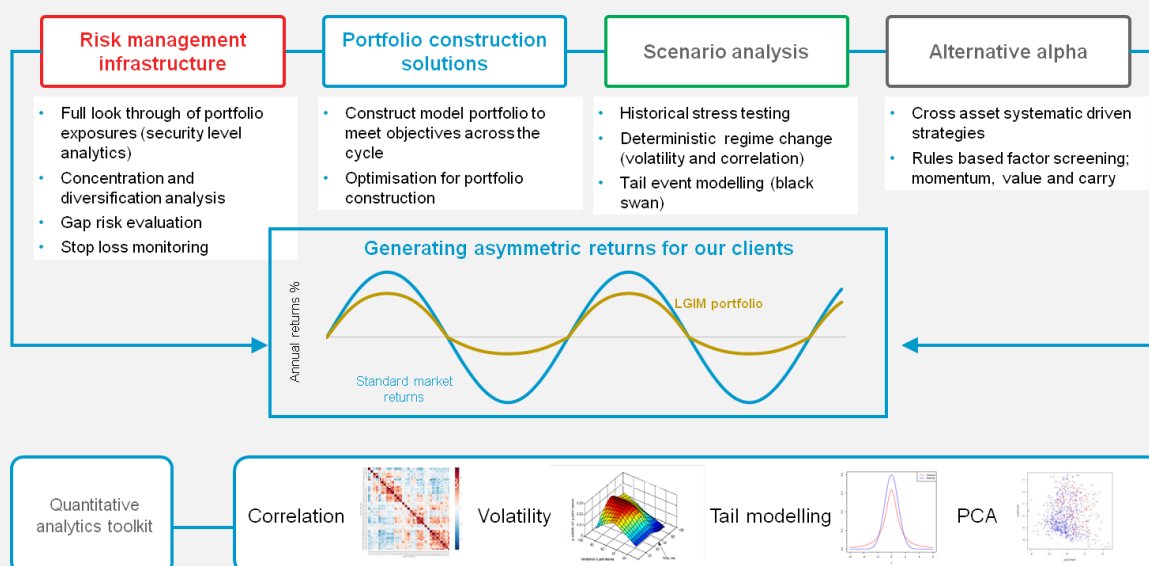 Risk management
infrastructure
Portfolio construction
solutions
Scenario analysis
Alternative alpha
• Full look through of portfolio
exposures (security level
analytics)
• Concentration and
diversification analysis
• Gap risk evaluation
• Stop loss monitoring
• Construct model portfolio to
meet objectives across the
cycle
• Optimisation for portfolio
construction
• Historical stress testing
• Deterministic regime change
(volatility and correlation)
• Tail event modelling (black
swan)
• Cross asset systematic driven
strategies
• Rules based factor screening;
momentum, value and carry
Generating asymmetric returns for our clients
Annual returns %
LGIM portfolio
Standard market
returns
Quantitative
analytics toolkit
Correlation
Volatility
Tail modelling
PCA